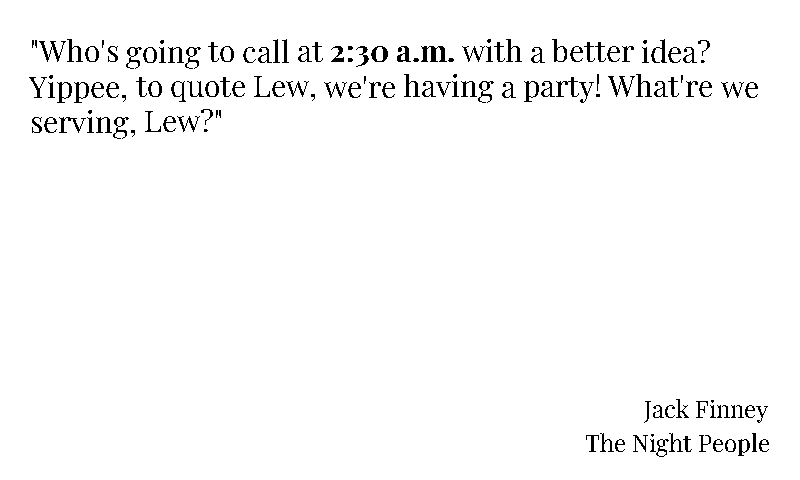 "Who's going to call at 2:30 a.m. with a better idea?
Yippee, to quote Lew, we're having a party! What're we
serving, Lew?"
Jack Finney
The Night People